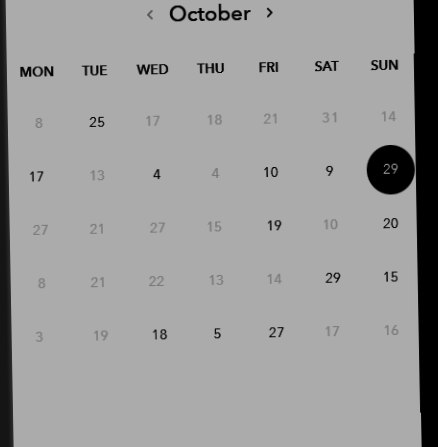 ‹ October ›
MON TUE WED THU FRI SAT SUN
8 25 17 18 21 31 14
17 13 4 4 10 9 29
27 21 27 15 19 10 20
8 21 22 13 14 29 15
3 19 18 5 27 17 16